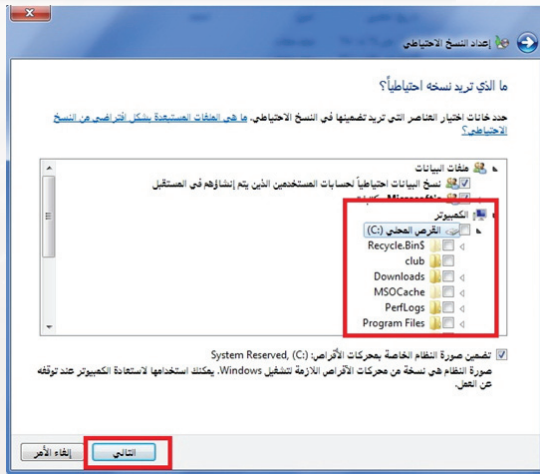 إعداد النسخ الاحتياطي
ما الذي تريد نسخه احتياطياً؟
حدد خانات اختيار العناصر التي تريد تضمينها في النسخ الاحتياطي. ما هي الملفات المستبعدة بشكل افتراضي من النسخ
الاحتياطي؟
ملفات البيانات
نسخ البيانات احتياطياً لحسابات المستخدمين الذين يتم إنشاؤهم في المستقبل
Microsoft's
الكمبيوتر
القرص المحلي (C:)
$Recycle.Bin
club
Downloads
MSOCache
PerfLogs
Program Files
تضمين صورة النظام الخاصة بمحركات الأقراص: System Reserved, (C:)
صورة النظام هي نسخة من محركات الأقراص اللازمة لتشغيل Windows. يمكنك استخدامها لاستعادة الكمبيوتر عند توقفه
عن العمل.
التالي
إلغاء الأمر